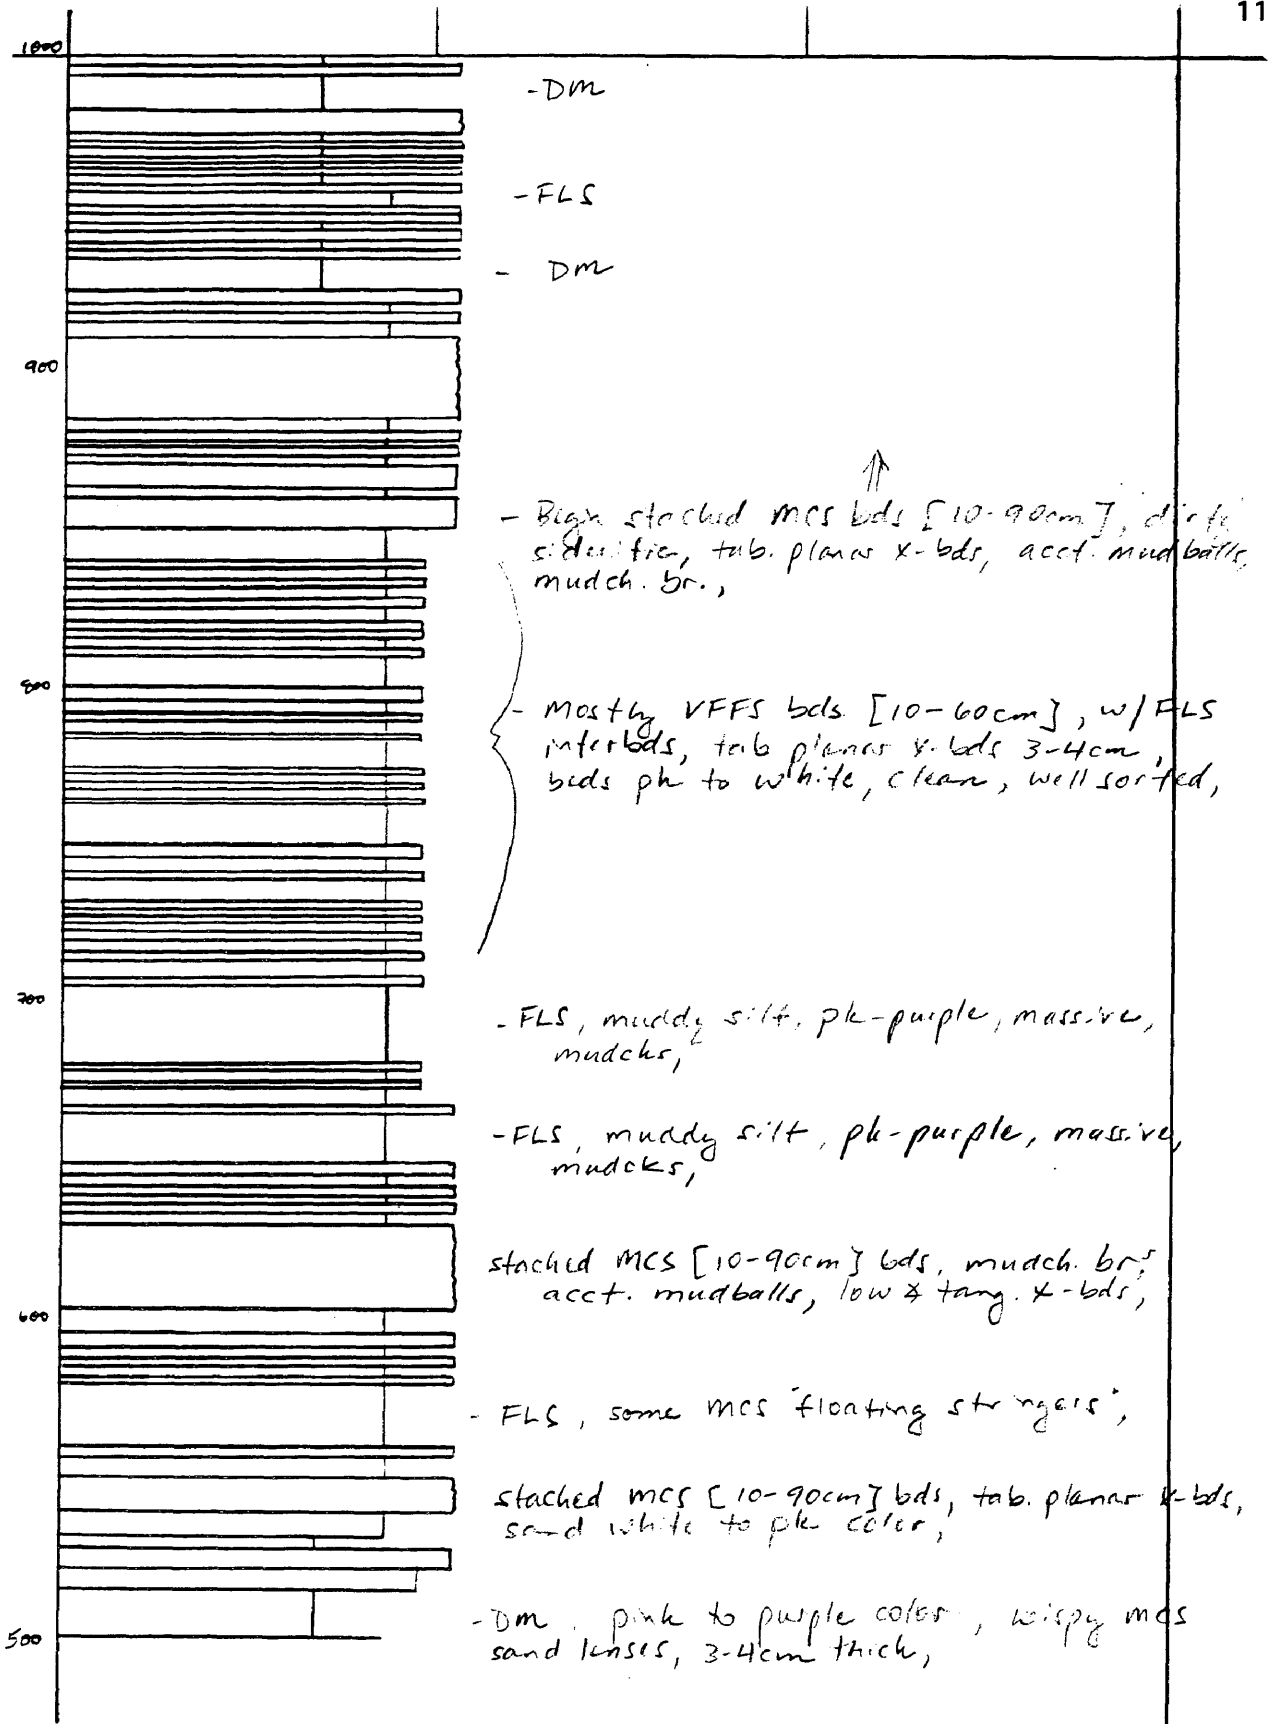 11
1000
-DM
-FLS
- DM
900
- Begin stacked MCS bds [10-90cm], dirty,
sideritic, tab. planar x-bds, acct. mudballs,
mudch. br.,
800
- Mostly VFFS bds. [10-60cm], w/FLS
interbds, tab planar x-bds 3-4cm,
beds pk to white, clean, well sorted,
700
- FLS, muddy silt, pk-purple, massive,
mudcks,
-FLS, muddy silt, pk-purple, massive,
mudcks,
stacked MCS [10-90cm] bds, mudch. br.,
acct. mudballs, low ∡ tang. x-bds,
600
- FLS, some MCS "floating stringers",
stacked MCS [10-90cm] bds, tab. planar x-bds,
sand white to pk color,
500
-DM, pink to purple color, wispy mcs
sand lenses, 3-4cm thick,